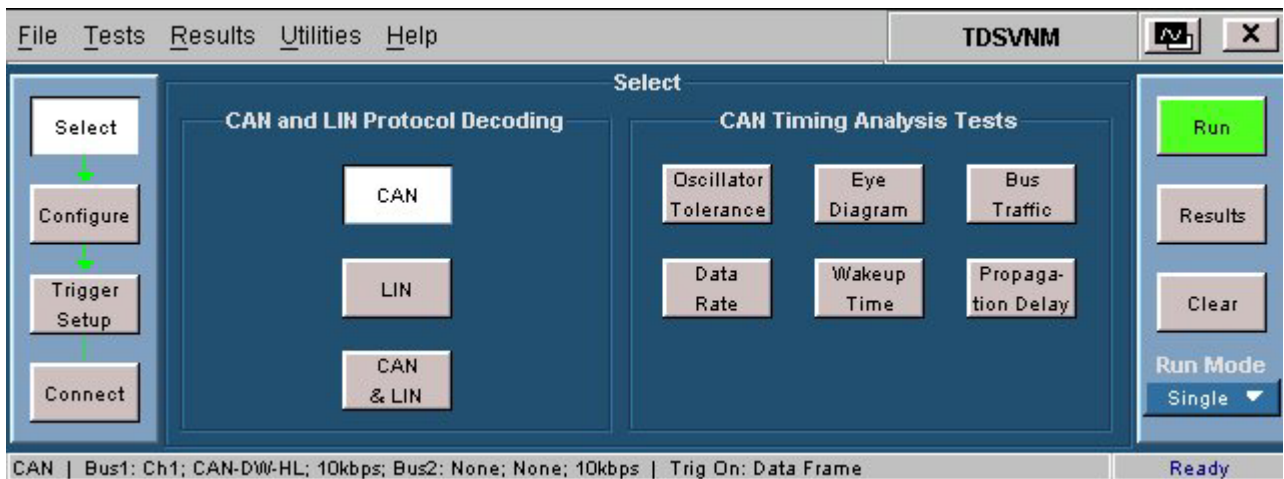 File Tests Results Utilities Help
TDSVNM
Select
Select
Configure
Trigger
Setup
Connect
CAN and LIN Protocol Decoding
CAN
LIN
CAN
& LIN
CAN Timing Analysis Tests
Oscillator
Tolerance
Eye
Diagram
Bus
Traffic
Data
Rate
Wakeup
Time
Propaga-
tion Delay
Run
Results
Clear
Run Mode
Single
CAN | Bus1: Ch1; CAN-DW-HL; 10kbps; Bus2: None; None; 10kbps | Trig On: Data Frame
Ready